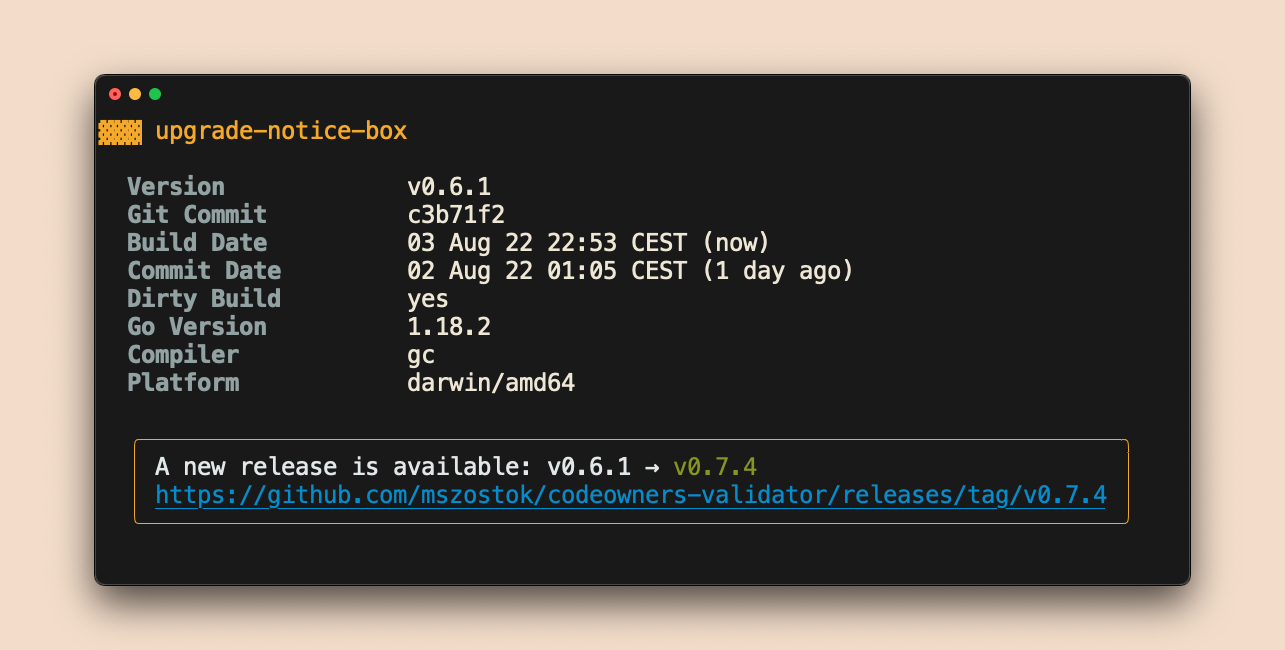 upgrade-notice-box
Version v0.6.1
Git Commit c3b71f2
Build Date 03 Aug 22 22:53 CEST (now)
Commit Date 02 Aug 22 01:05 CEST (1 day ago)
Dirty Build yes
Go Version 1.18.2
Compiler gc
Platform darwin/amd64
A new release is available: v0.6.1 → v0.7.4
https://github.com/mszostok/codeowners-validator/releases/tag/v0.7.4